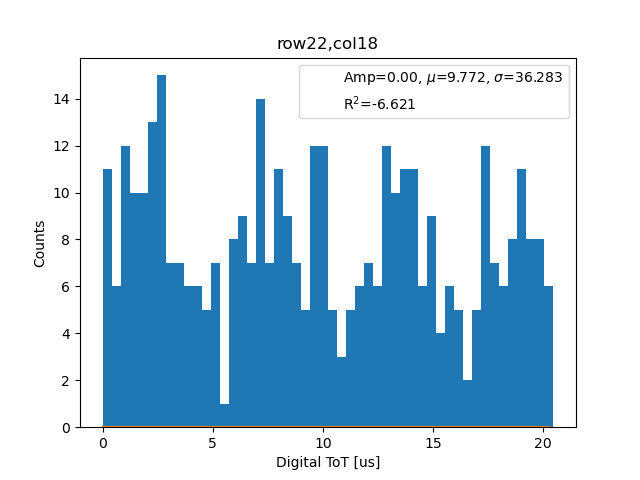 row22,col18
Amp=0.00, μ=9.772, σ=36.283
R²=-6.621
14
12
10
8
6
4
2
0
Counts
0 5 10 15 20
Digital ToT [us]